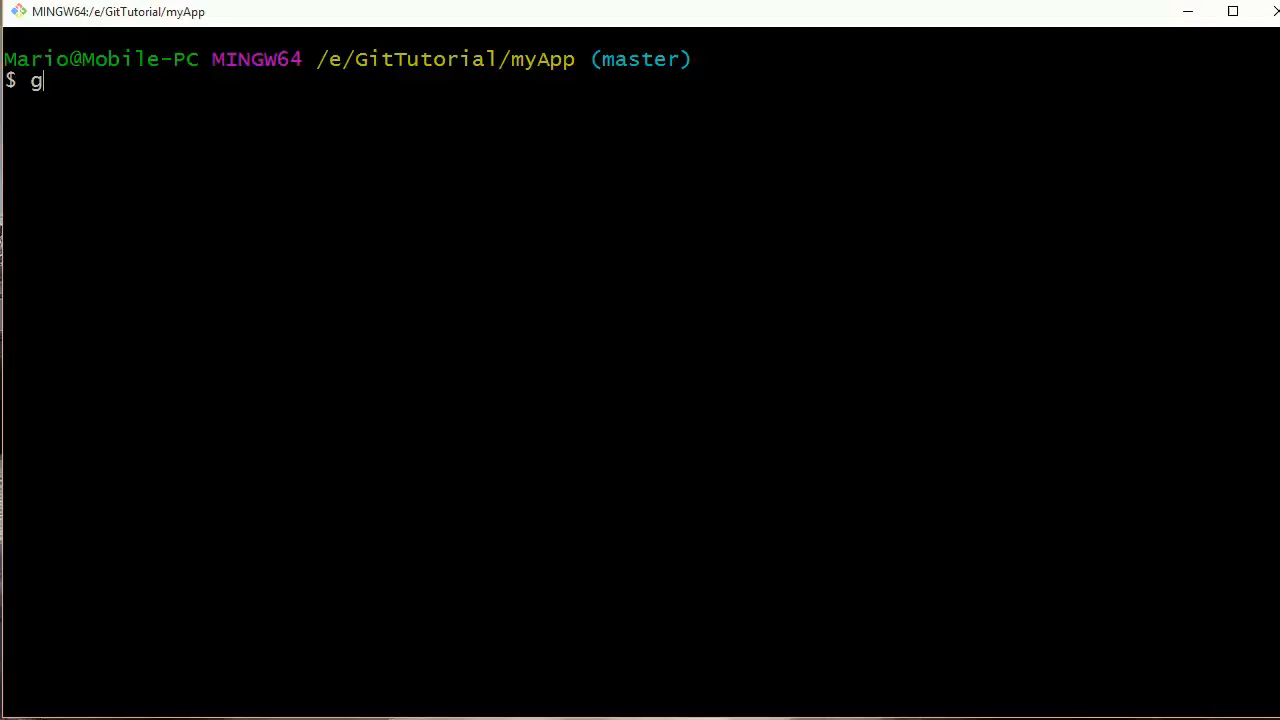 MINGW64:/e/GitTutorial/myApp
Mario@Mobile-PC MINGW64 /e/GitTutorial/myApp (master)
$ g